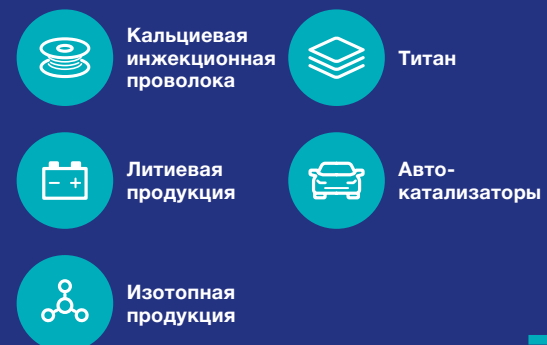 Кальциевая
инжекционная
проволока
Титан
Литиевая
продукция
Авто-
катализаторы
Изотопная
продукция